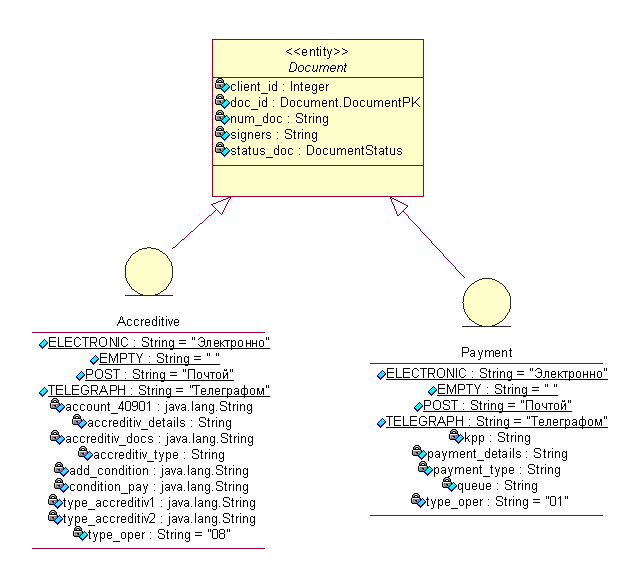 <<entity>>
Document
client_id : Integer
doc_id : Document.DocumentPK
num_doc : String
signers : String
status_doc : DocumentStatus
Accreditive
ELECTRONIC : String = "Электронно"
EMPTY : String = " "
POST : String = "Почтой"
TELEGRAPH : String = "Телеграфом"
account_40901 : java.lang.String
accreditiv_details : String
accreditiv_docs : java.lang.String
accreditiv_type : String
add_condition : java.lang.String
condition_pay : java.lang.String
type_accreditiv1 : java.lang.String
type_accreditiv2 : java.lang.String
type_oper : String = "08"
Payment
ELECTRONIC : String = "Электронно"
EMPTY : String = " "
POST : String = "Почтой"
TELEGRAPH : String = "Телеграфом"
kpp : String
payment_details : String
payment_type : String
queue : String
type_oper : String = "01"